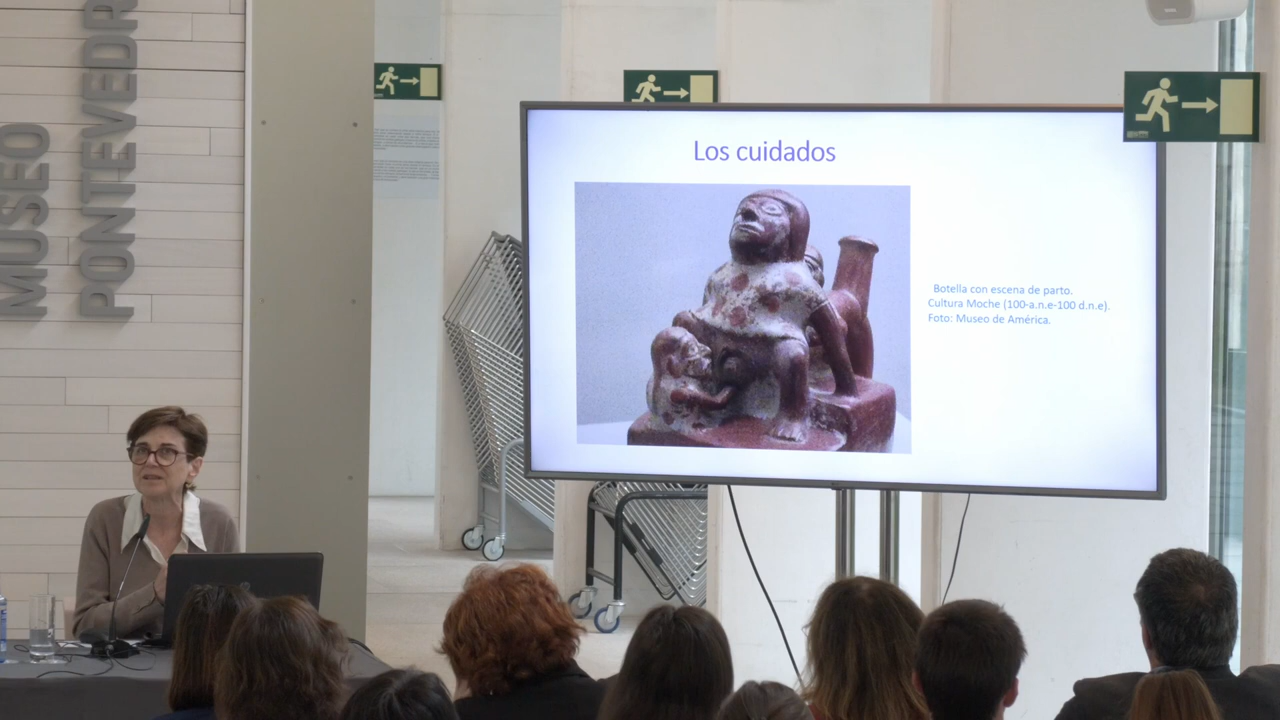 MUSEO
PONTEVEDR
Los cuidados
Botella con escena de parto.
Cultura Moche (100-a.n.e-100 d.n.e).
Foto: Museo de América.